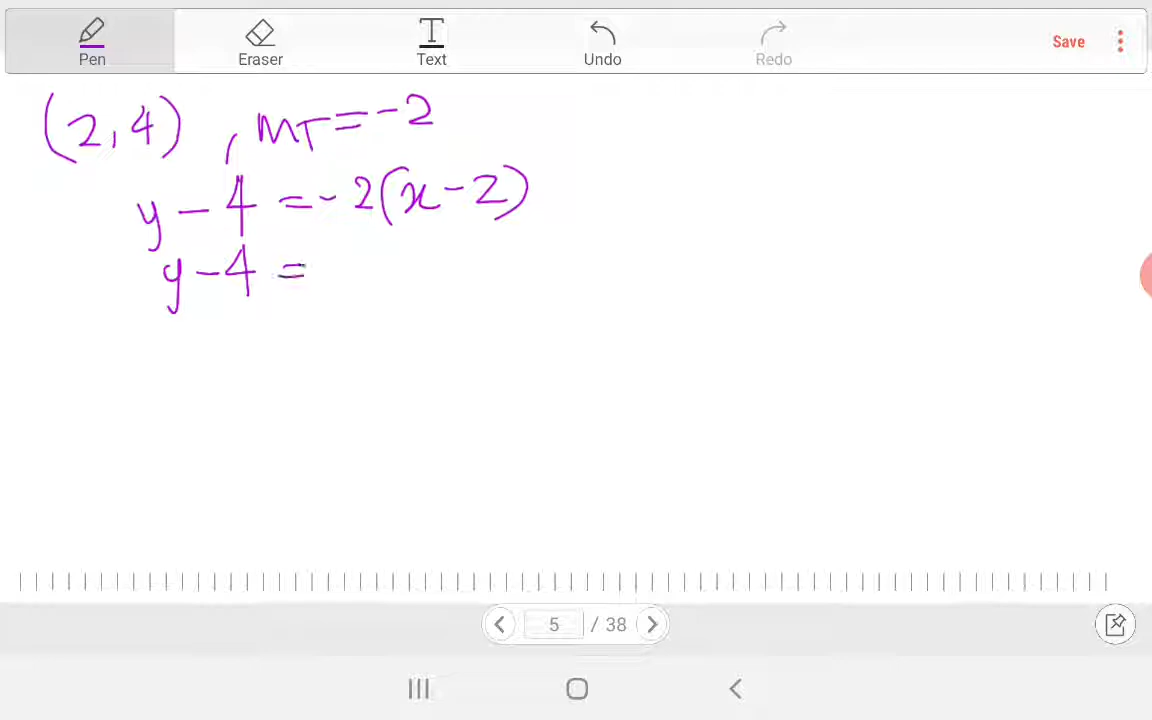 Pen Eraser Text Undo Redo Save
(2,4) , mT = -2
y - 4 = - 2(x - 2)
y - 4 =
5 / 38